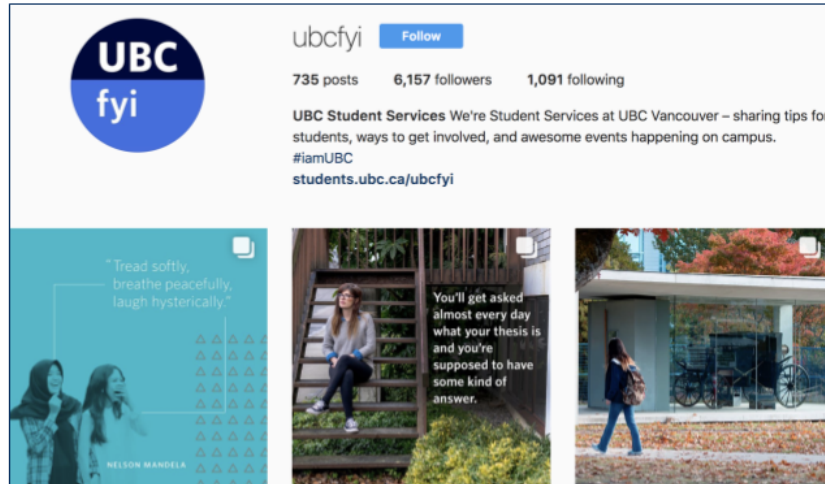 UBC
fyi
ubcfyi Follow
735 posts 6,157 followers 1,091 following
UBC Student Services We're Student Services at UBC Vancouver – sharing tips for
students, ways to get involved, and awesome events happening on campus.
#iamUBC
students.ubc.ca/ubcfyi
"Tread softly,
breathe peacefully,
laugh hysterically."
NELSON MANDELA
You'll get asked
almost every day
what your thesis is
and you're
supposed to have
some kind of
answer.